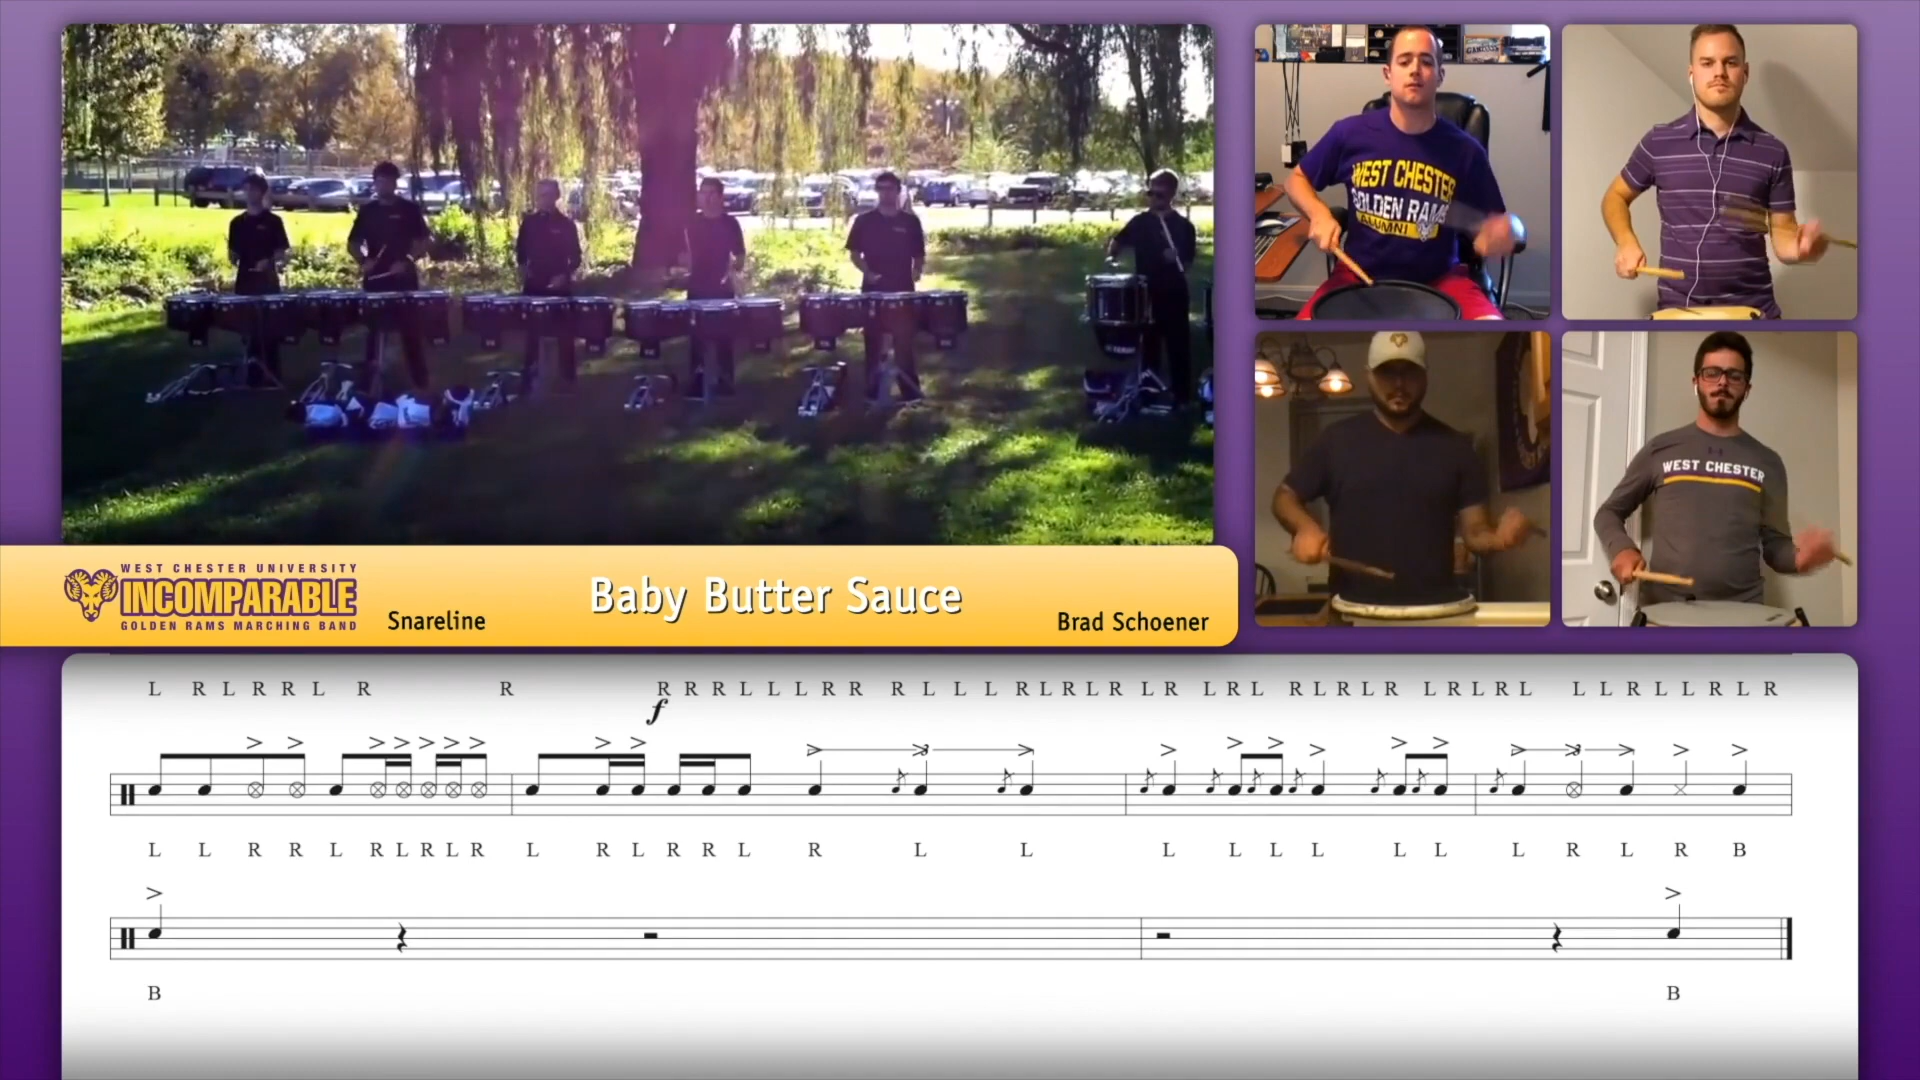 WEST CHESTER
GOLDEN RAMS
ALUMNI
WEST CHESTER
WEST CHESTER UNIVERSITY
INCOMPARABLE
GOLDEN RAMS MARCHING BAND
Snareline
Baby Butter Sauce
Brad Schoener
L R L R R L R R R R R L L L R R R L L L R L R L R L R L R L R L R L R L R L R L L L R L L R L R
f
L L R R L R L R L R L R L R R L R L L L L L L L L L R L R B
B B